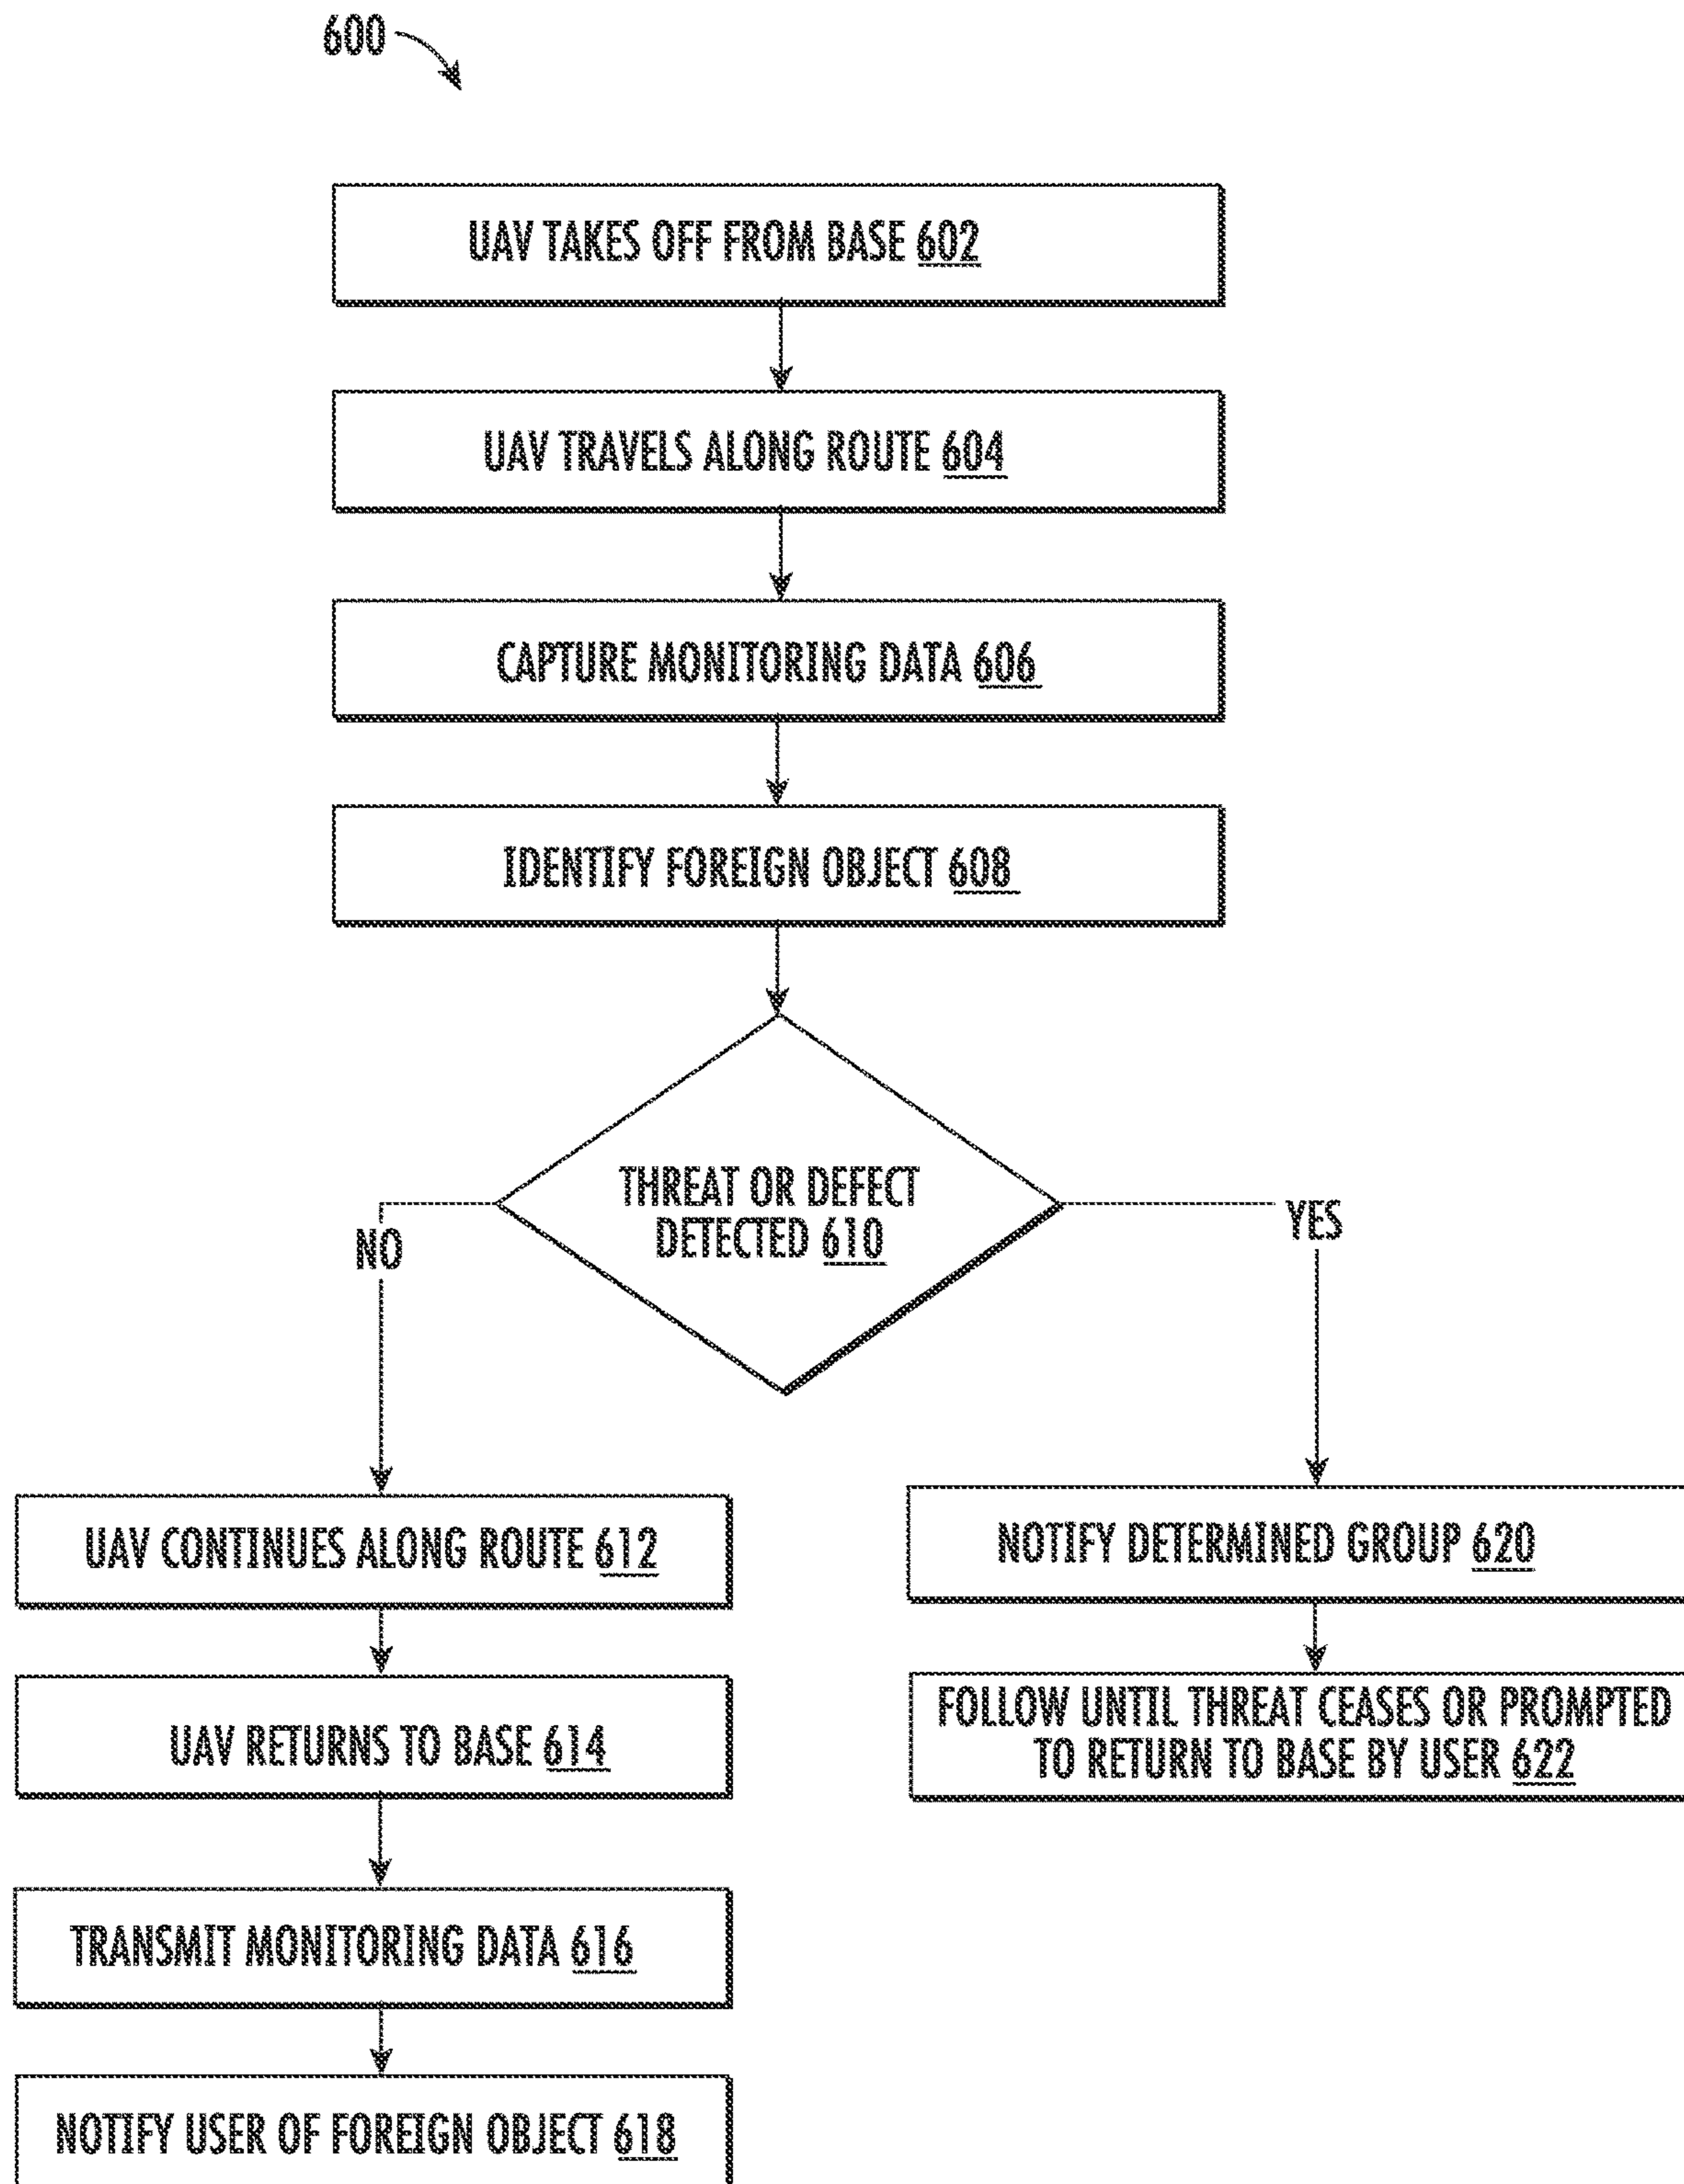 600
UAV TAKES OFF FROM BASE 602
UAV TRAVELS ALONG ROUTE 604
CAPTURE MONITORING DATA 606
IDENTIFY FOREIGN OBJECT 608
THREAT OR DEFECT
DETECTED 610
NO
YES
UAV CONTINUES ALONG ROUTE 612
UAV RETURNS TO BASE 614
TRANSMIT MONITORING DATA 616
NOTIFY USER OF FOREIGN OBJECT 618
NOTIFY DETERMINED GROUP 620
FOLLOW UNTIL THREAT CEASES OR PROMPTED
TO RETURN TO BASE BY USER 622